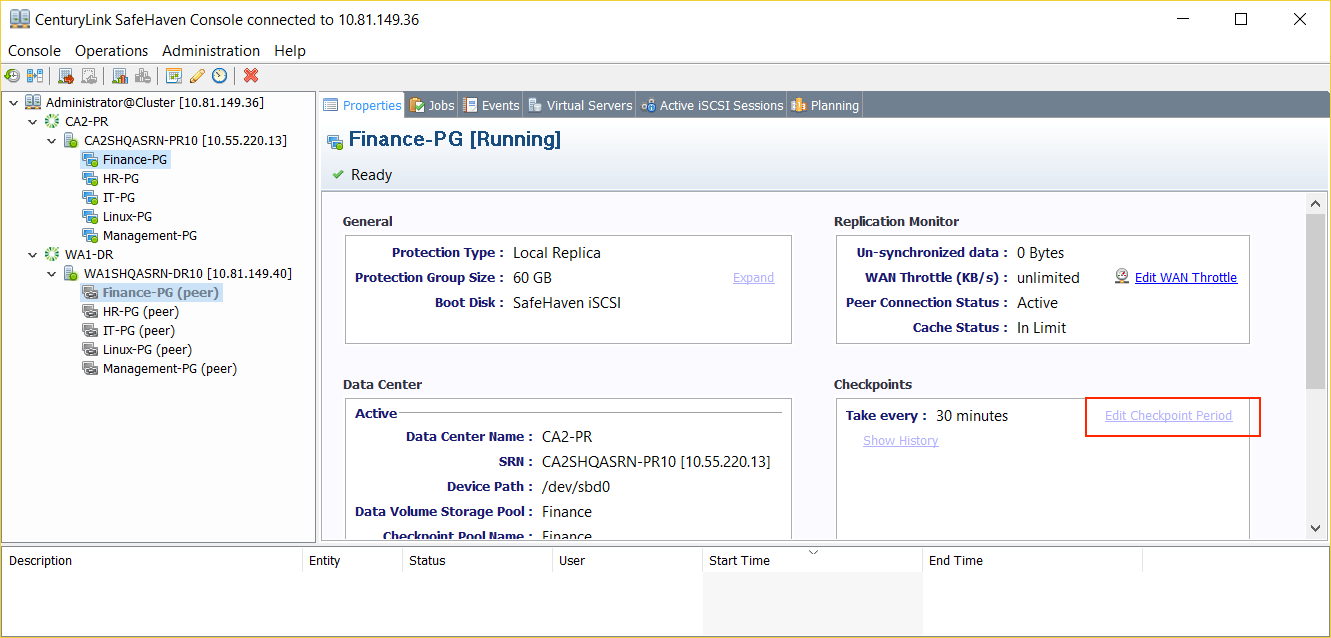 CenturyLink SafeHaven Console connected to 10.81.149.36
Console Operations Administration Help
Administrator@Cluster [10.81.149.36]
CA2-PR
CA2SHQASRN-PR10 [10.55.220.13]
Finance-PG
HR-PG
IT-PG
Linux-PG
Management-PG
WA1-DR
WA1SHQASRN-DR10 [10.81.149.40]
Finance-PG (peer)
HR-PG (peer)
IT-PG (peer)
Linux-PG (peer)
Management-PG (peer)
Properties Jobs Events Virtual Servers Active iSCSI Sessions Planning
Finance-PG [Running]
Ready
General
Protection Type : Local Replica
Protection Group Size : 60 GB Expand
Boot Disk : SafeHaven iSCSI
Replication Monitor
Un-synchronized data : 0 Bytes
WAN Throttle (KB/s) : unlimited Edit WAN Throttle
Peer Connection Status : Active
Cache Status : In Limit
Data Center
Active
Data Center Name : CA2-PR
SRN : CA2SHQASRN-PR10 [10.55.220.13]
Device Path : /dev/sbd0
Data Volume Storage Pool : Finance
Checkpoint Pool Name : Finance
Checkpoints
Take every : 30 minutes Edit Checkpoint Period
Show History
Description Entity Status User Start Time End Time